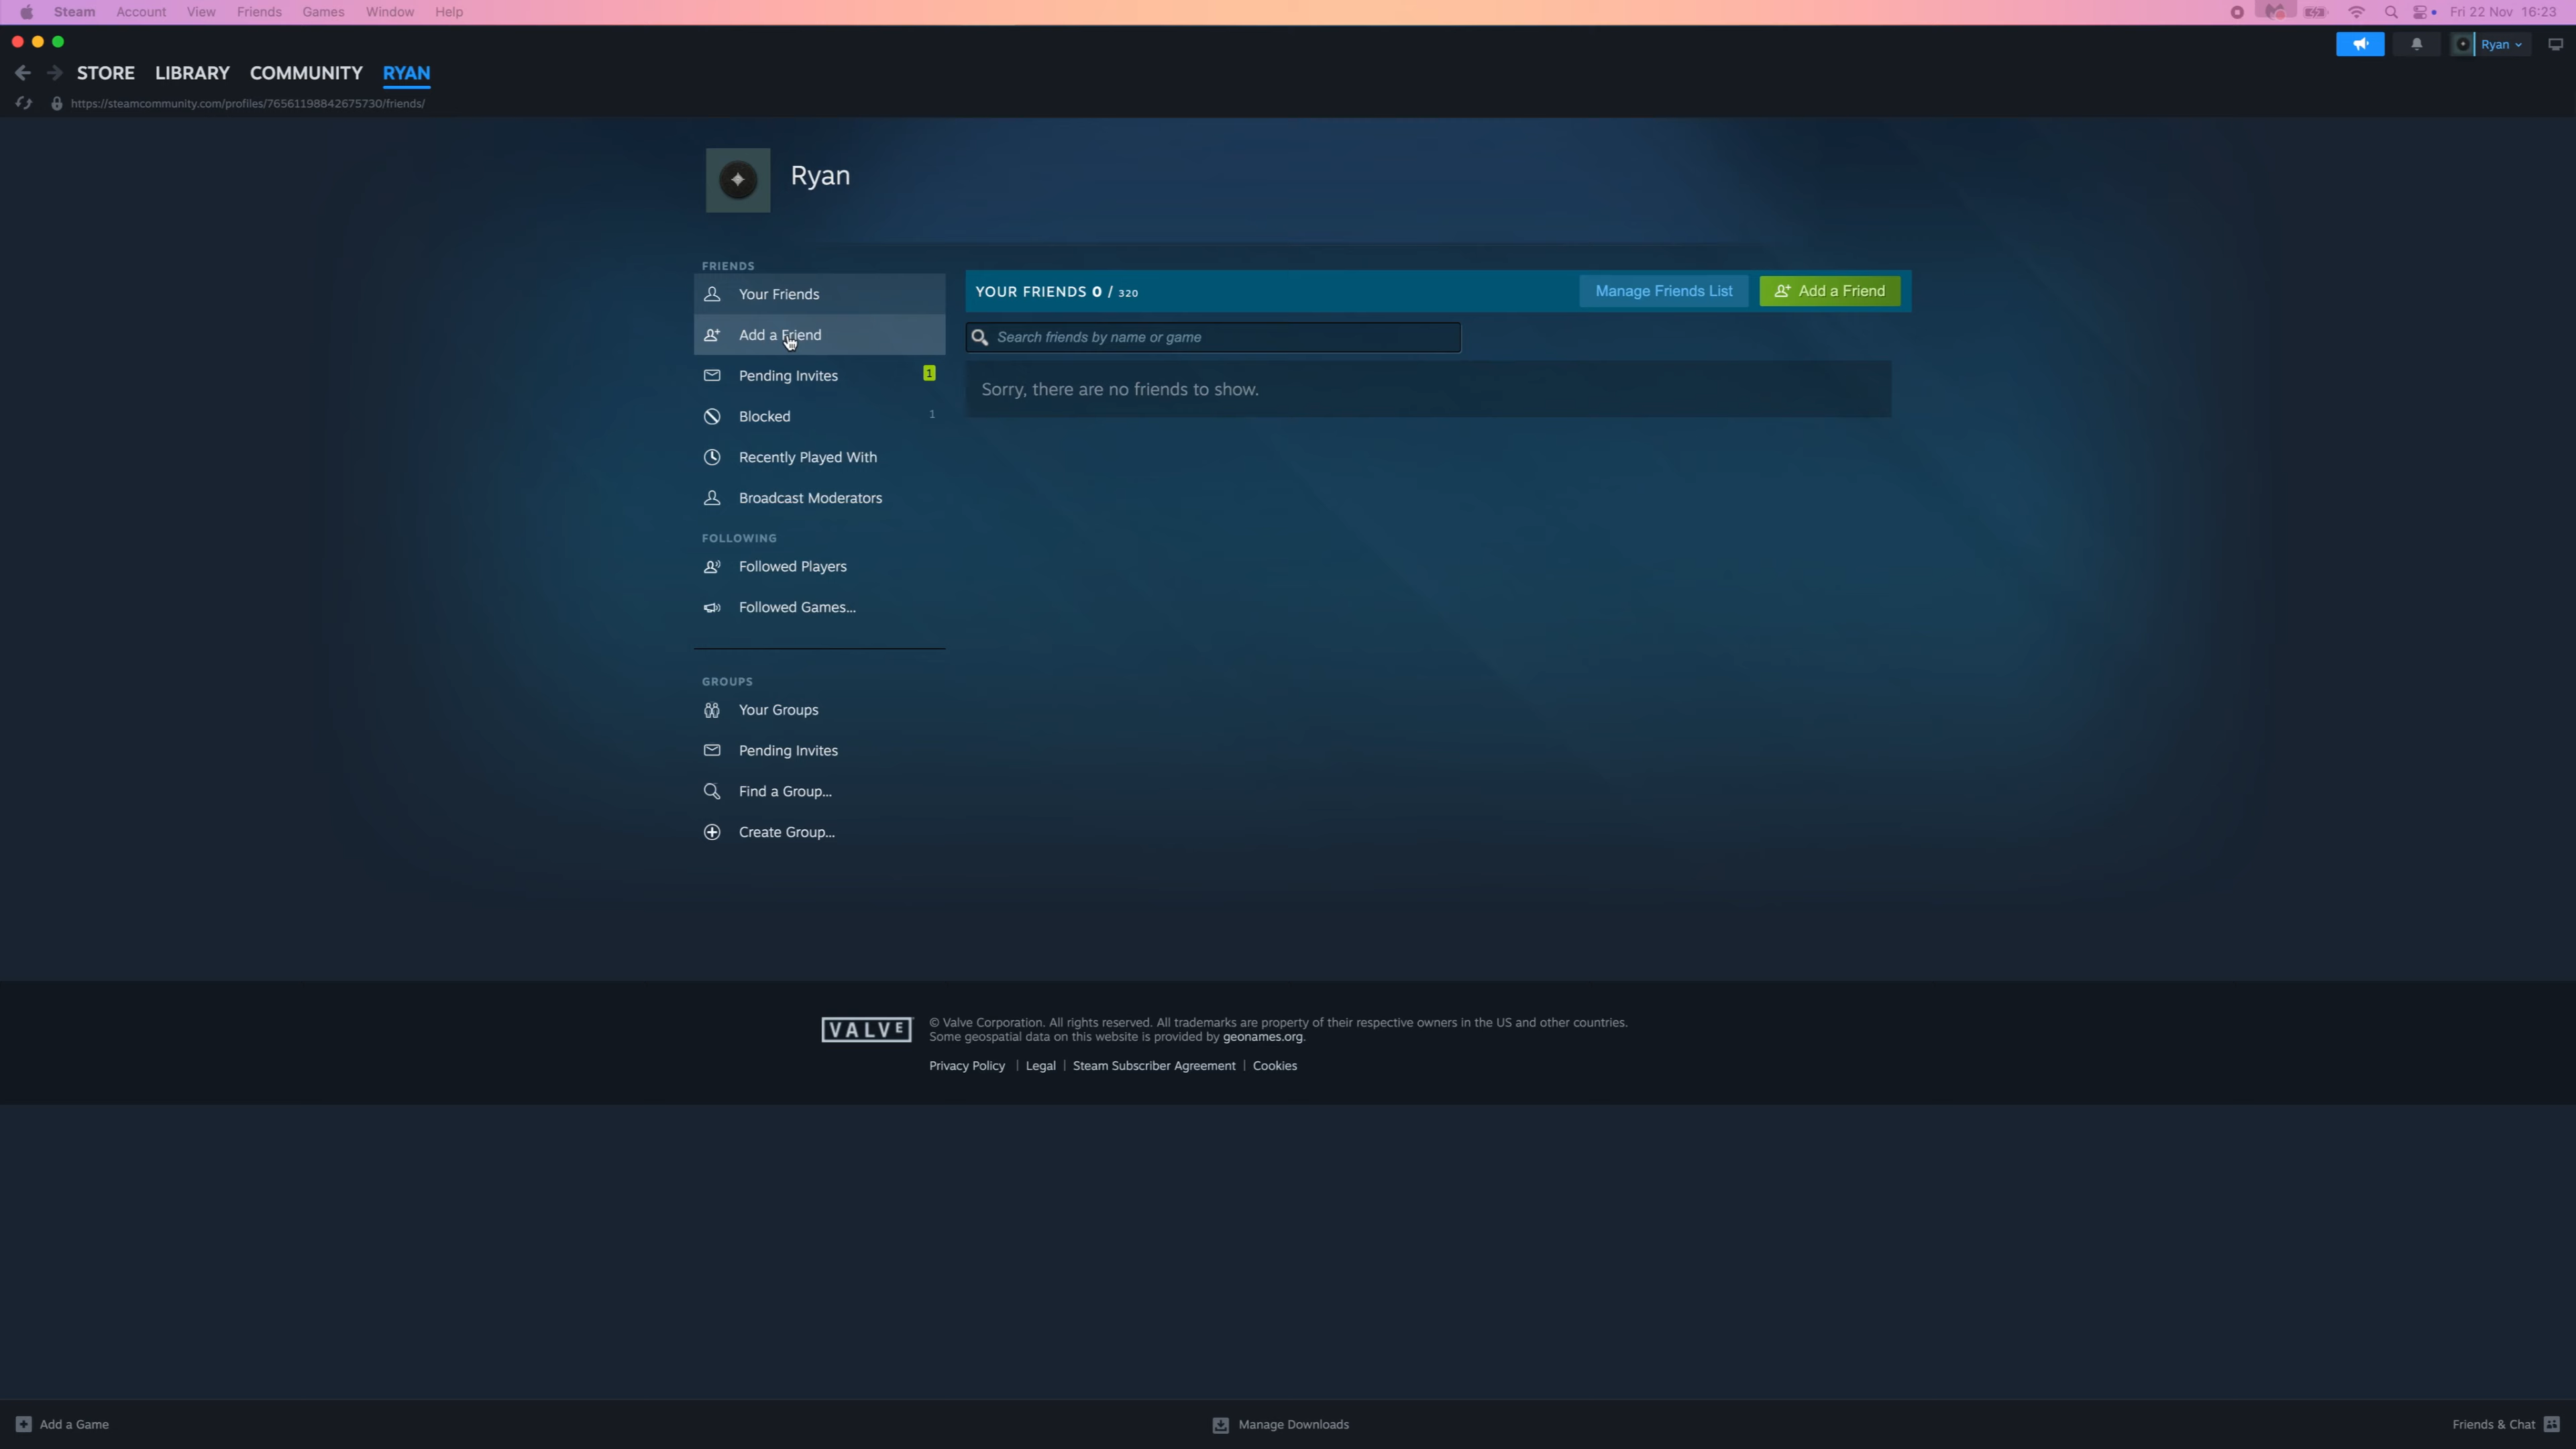 Steam Account View Friends Games Window Help Fri 22 Nov 16:23
Ryan
STORE LIBRARY COMMUNITY RYAN
https://steamcommunity.com/profiles/76561198842675730/friends/
Ryan
FRIENDS
Your Friends
Add a Friend
Pending Invites 1
Blocked 1
Recently Played With
Broadcast Moderators
FOLLOWING
Followed Players
Followed Games...
GROUPS
Your Groups
Pending Invites
Find a Group...
Create Group...
YOUR FRIENDS 0 / 320 Manage Friends List Add a Friend
Search friends by name or game
Sorry, there are no friends to show.
VALVE
© Valve Corporation. All rights reserved. All trademarks are property of their respective owners in the US and other countries.
Some geospatial data on this website is provided by geonames.org.
Privacy Policy | Legal | Steam Subscriber Agreement | Cookies
Add a Game Manage Downloads Friends & Chat